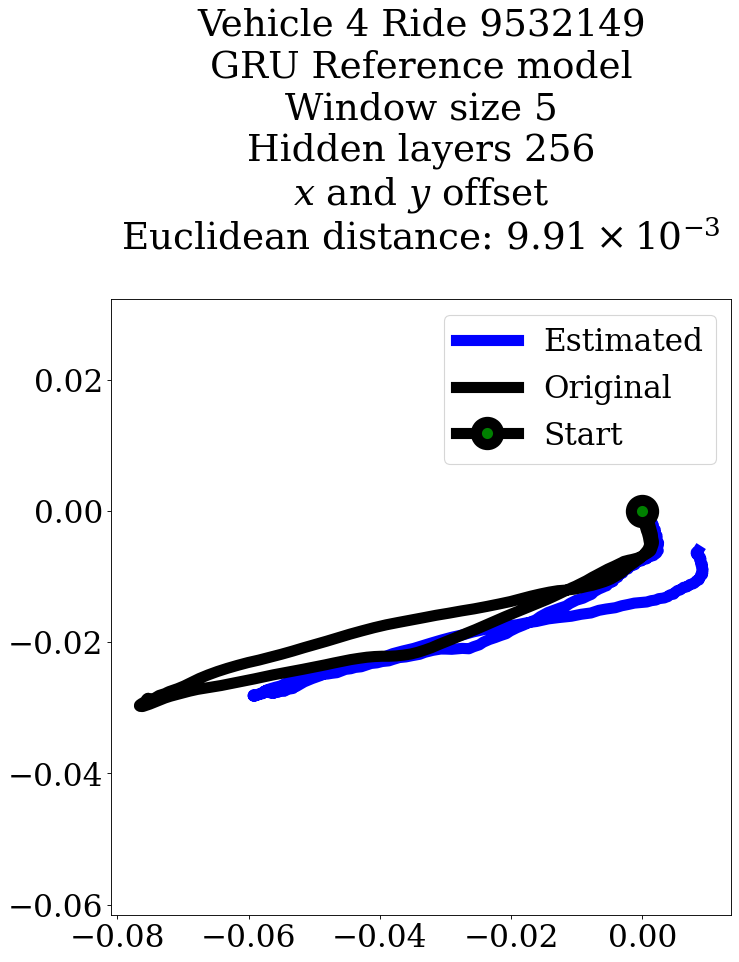 Vehicle 4 Ride 9532149
GRU Reference model
Window size 5
Hidden layers 256
x and y offset
Euclidean distance: 9.91 × 10⁻³
Estimated
Original
Start
0.02
0.00
−0.02
−0.04
−0.06
−0.08 −0.06 −0.04 −0.02 0.00